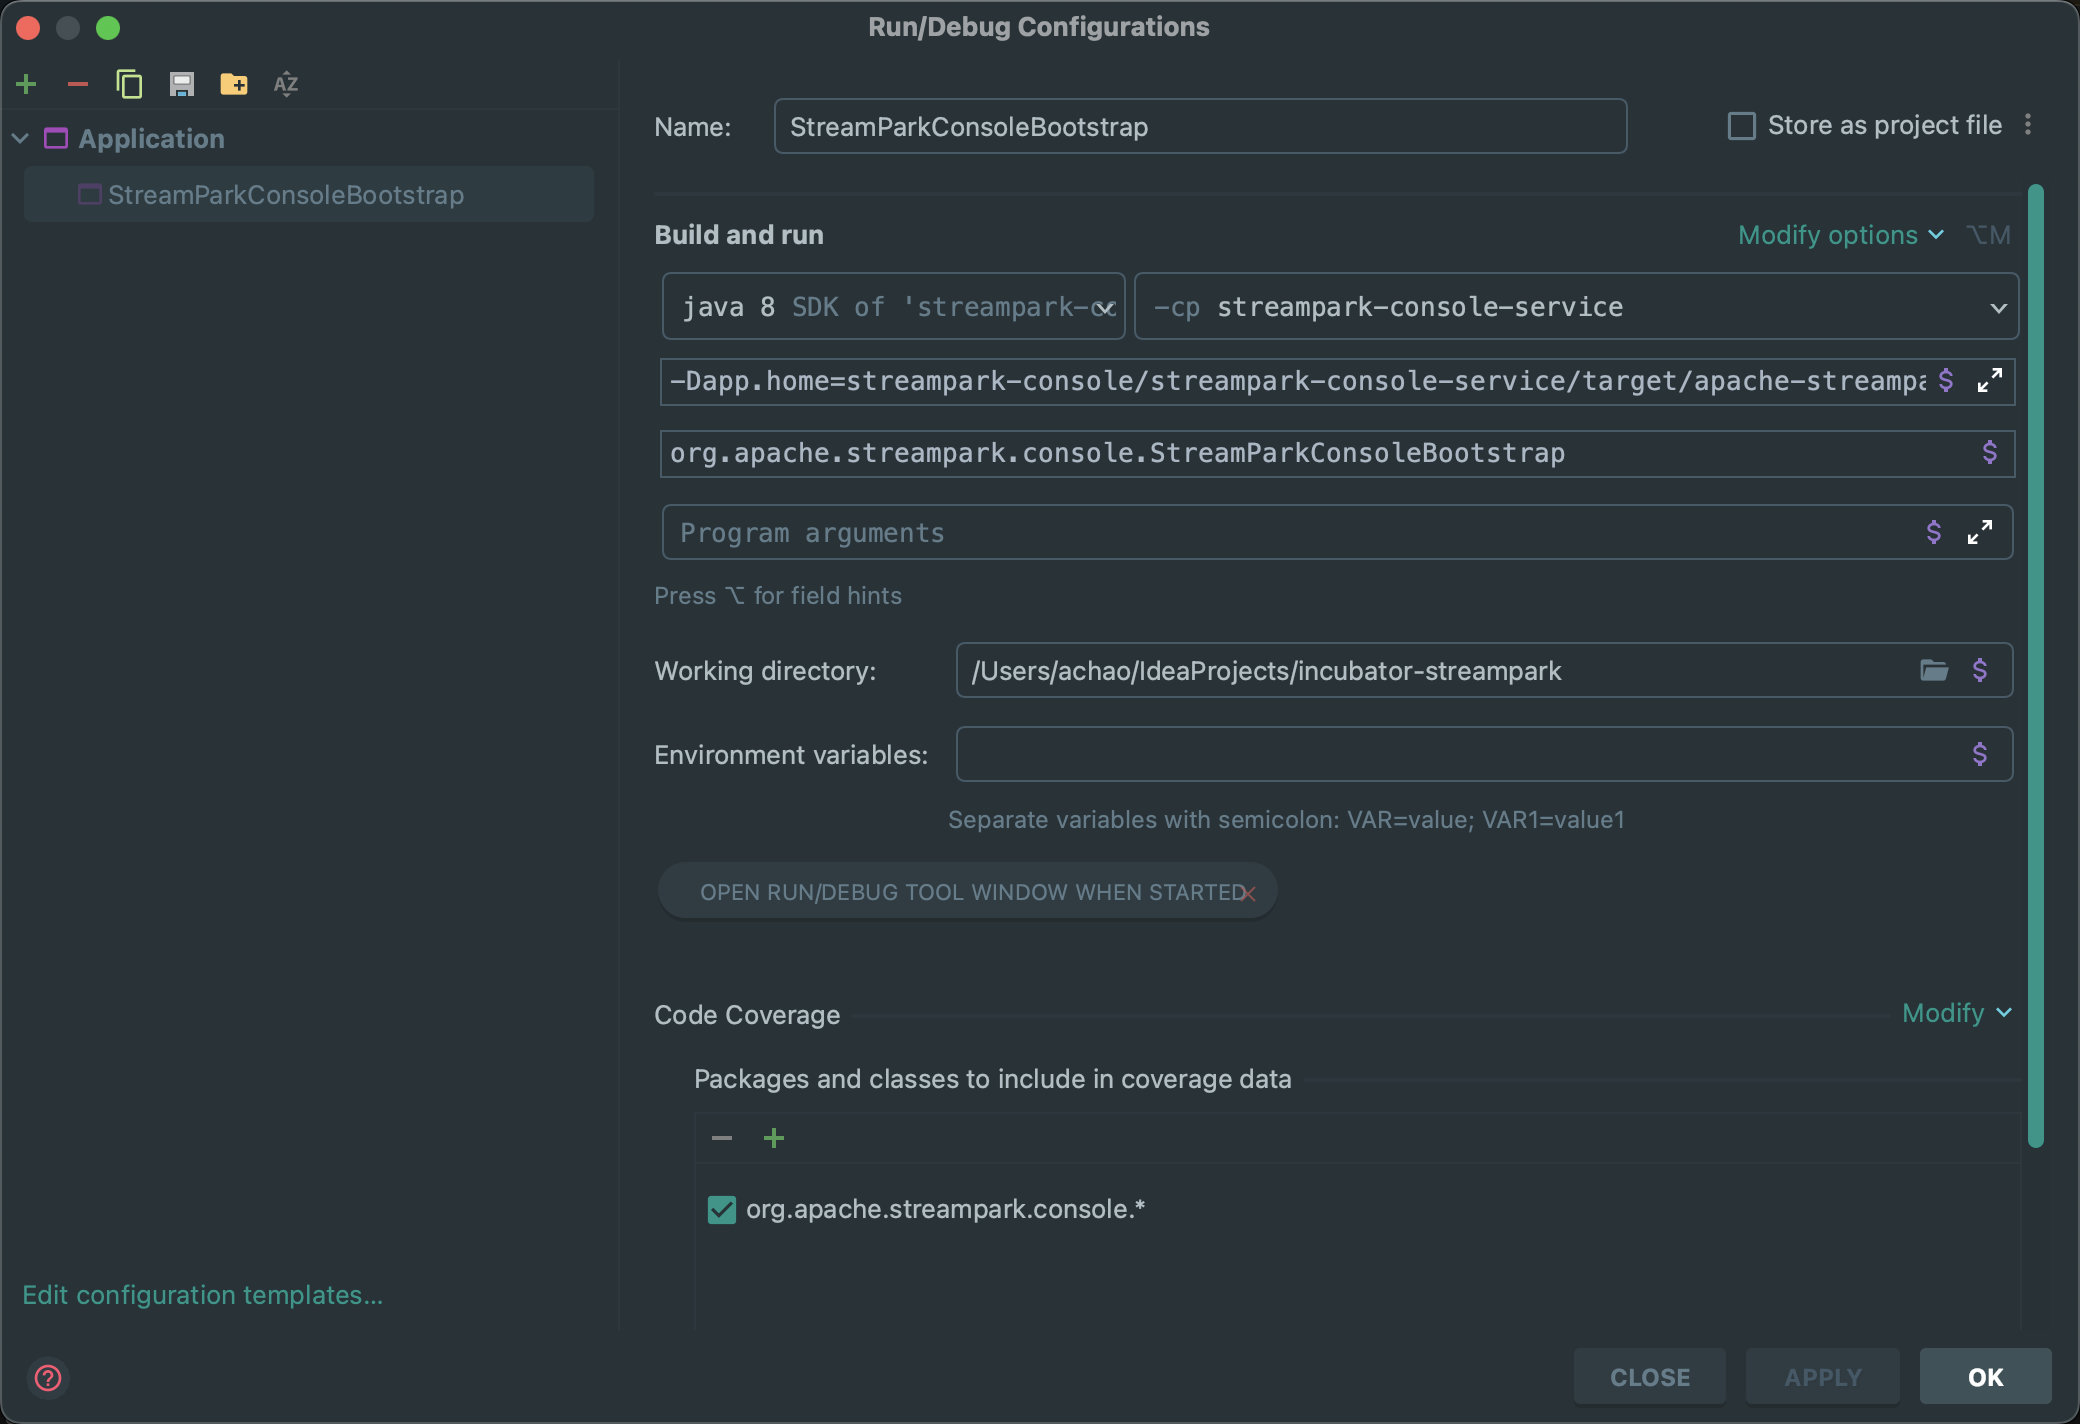 Run/Debug Configurations
Application
StreamParkConsoleBootstrap
Edit configuration templates...
Name: StreamParkConsoleBootstrap Store as project file
Build and run Modify options ⌥M
java 8 SDK of 'streampark- -cp streampark-console-service
-Dapp.home=streampark-console/streampark-console-service/target/apache-streampa
org.apache.streampark.console.StreamParkConsoleBootstrap
Program arguments
Press ⌥ for field hints
Working directory: /Users/achao/IdeaProjects/incubator-streampark
Environment variables:
Separate variables with semicolon: VAR=value; VAR1=value1
OPEN RUN/DEBUG TOOL WINDOW WHEN STARTED
Code Coverage Modify
Packages and classes to include in coverage data
org.apache.streampark.console.*
CLOSE APPLY OK